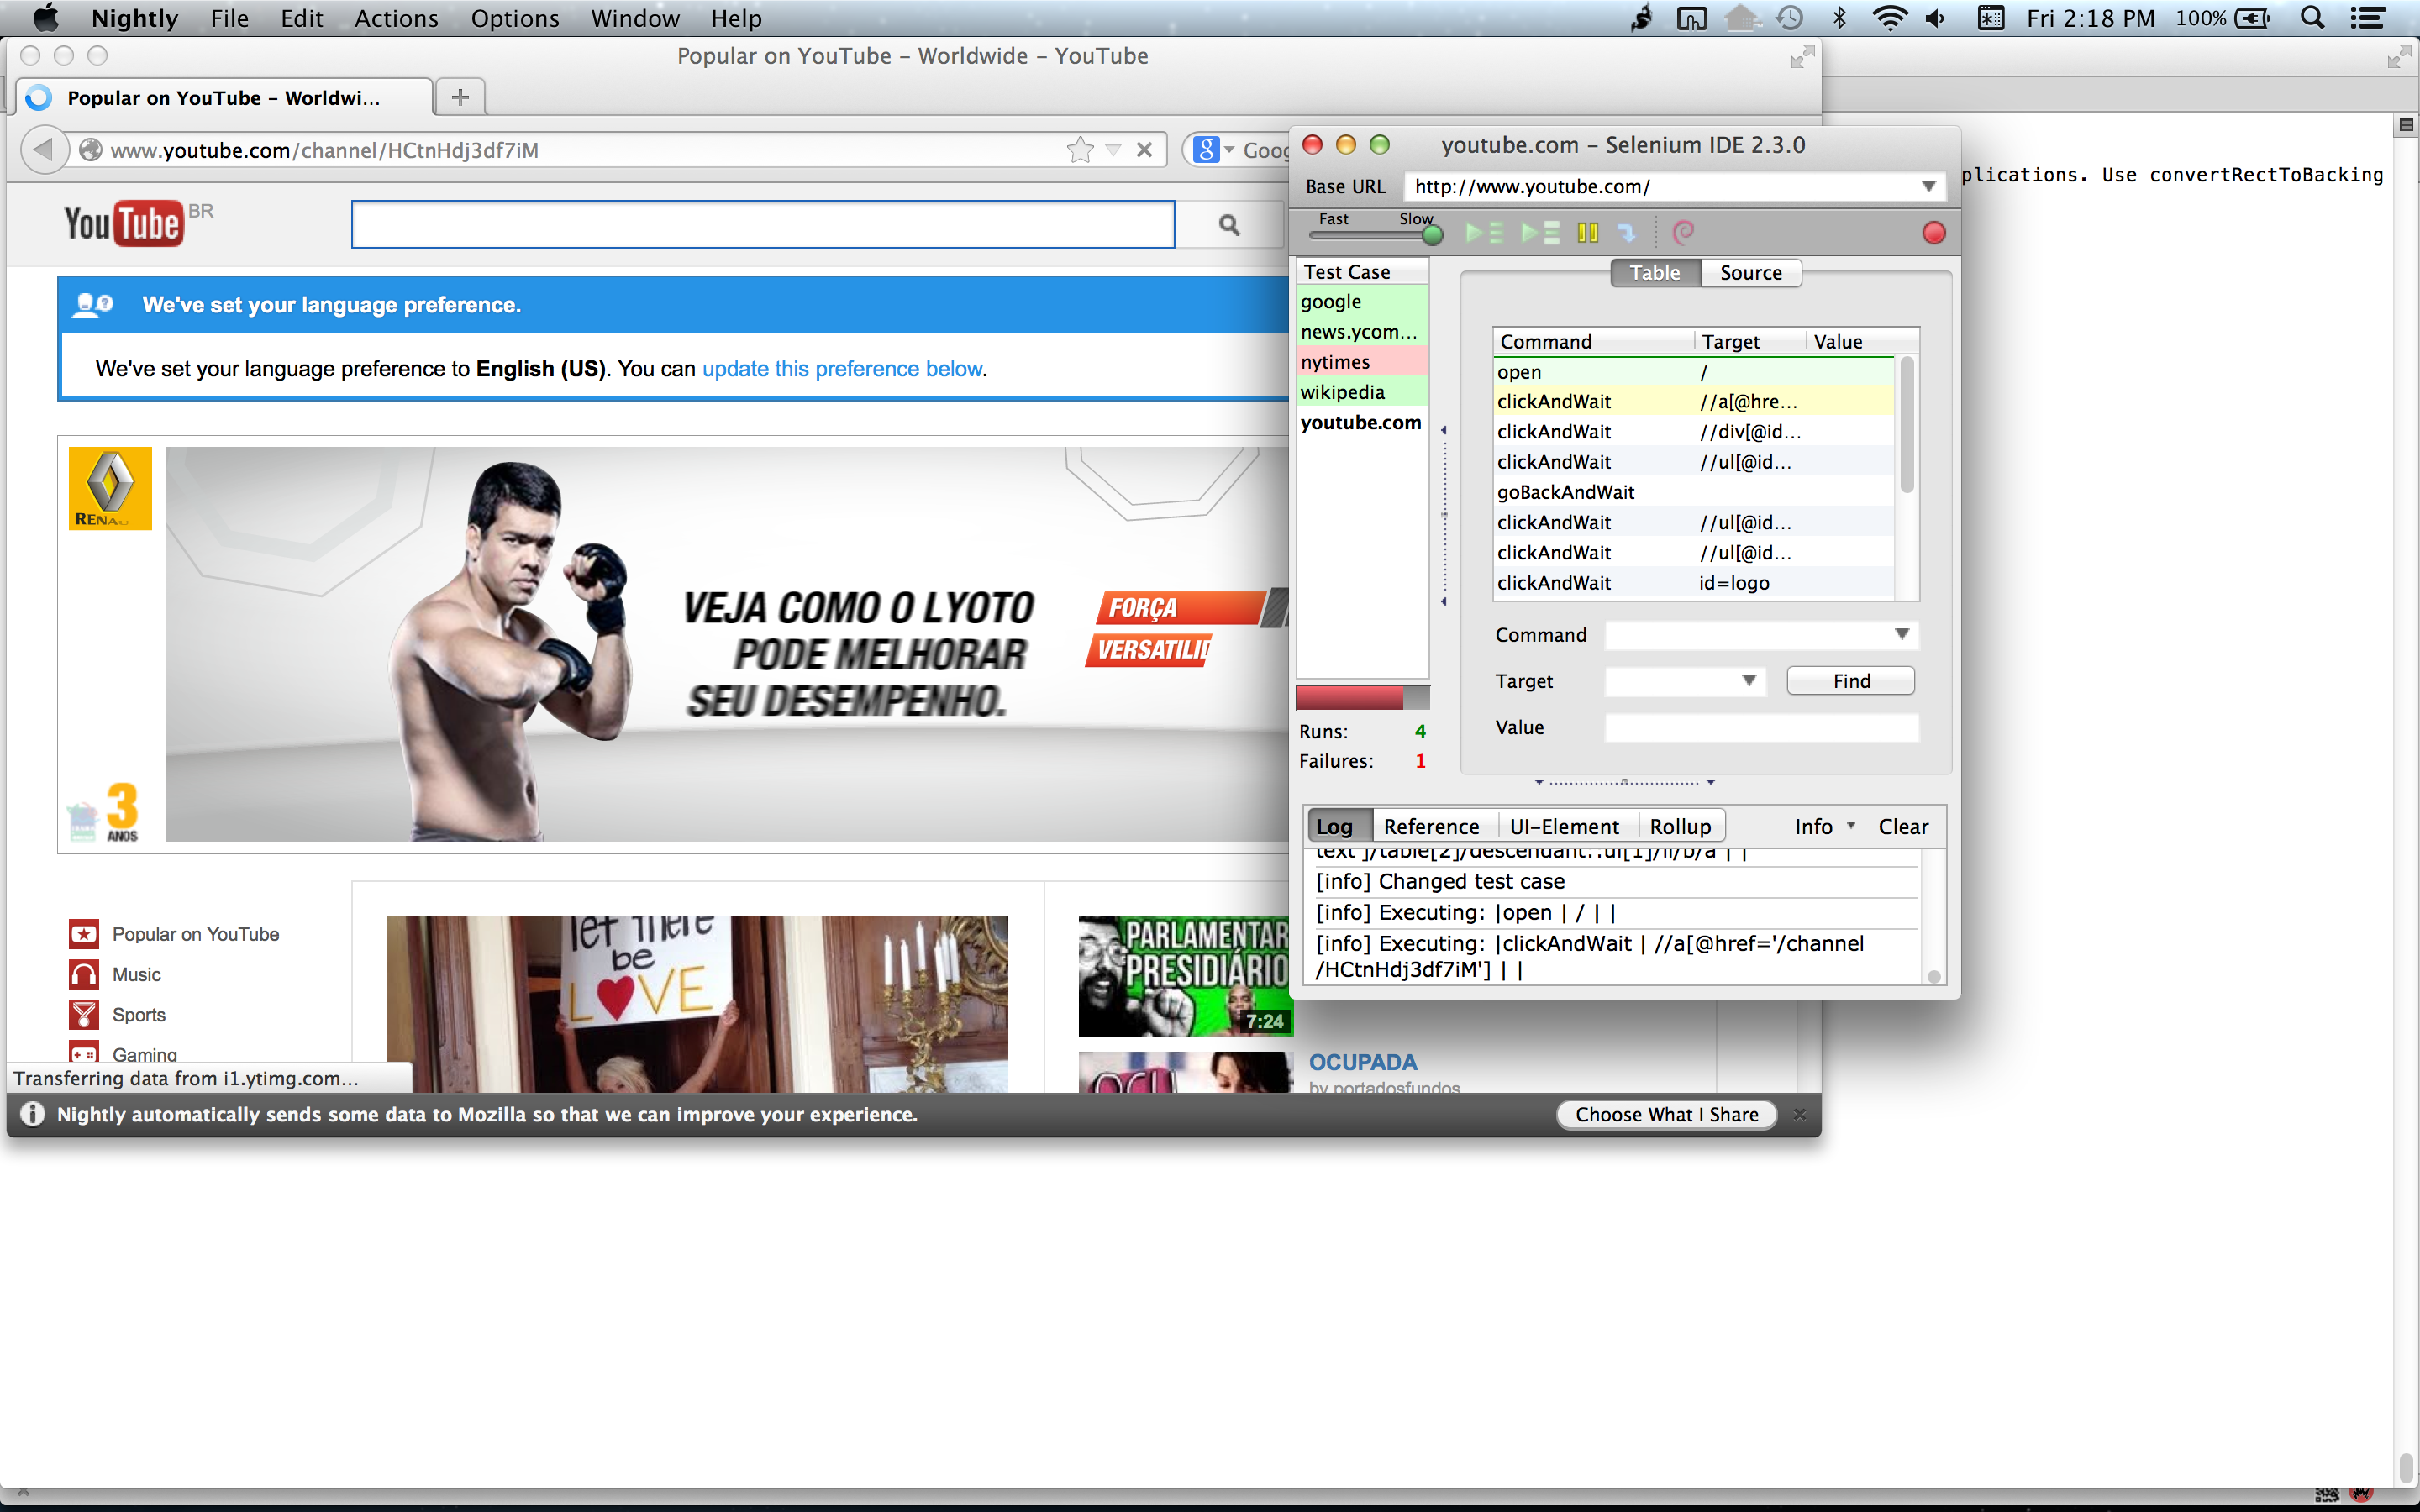 Nightly File Edit Actions Options Window Help Fri 2:18 PM 100%
Popular on YouTube – Worldwide – YouTube
Popular on YouTube – Worldwi...
www.youtube.com/channel/HCtnHdj3df7iM
YouTube BR
We've set your language preference.
We've set your language preference to English (US). You can update this preference below.
RENAU
VEJA COMO O LYOTO
PODE MELHORAR
SEU DESEMPENHO.
FORÇA
VERSATILI
3
ANOS
Popular on YouTube
Music
Sports
Gaming
let there
be
LOVE
PARLAMENTAR
PRESIDIÁRIO
7:24
OCUPADA
by portadosfundos
Transferring data from i1.ytimg.com...
Nightly automatically sends some data to Mozilla so that we can improve your experience.
Choose What I Share
youtube.com – Selenium IDE 2.3.0
Base URL http://www.youtube.com/
Fast Slow
Test Case
google
news.ycom...
nytimes
wikipedia
youtube.com
Runs: 4
Failures: 1
Table Source
Command Target Value
open /
clickAndWait //a[@hre...
clickAndWait //div[@id...
clickAndWait //ul[@id...
goBackAndWait
clickAndWait //ul[@id...
clickAndWait //ul[@id...
clickAndWait id=logo
Command
Target Find
Value
Log Reference UI-Element Rollup Info Clear
text']/table[2]/descendant::ul[1]/li/b/a | |
[info] Changed test case
[info] Executing: |open | / | |
[info] Executing: |clickAndWait | //a[@href='/channel
/HCtnHdj3df7iM'] | |
plications. Use convertRectToBacking